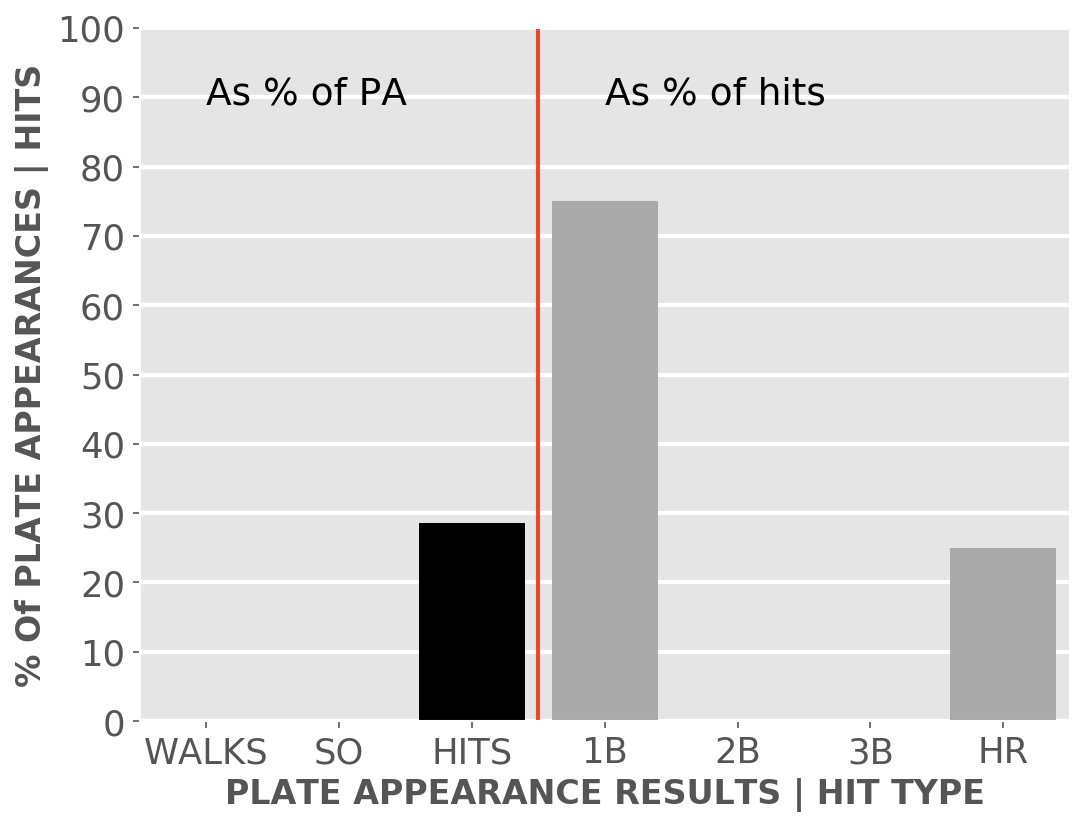 % Of PLATE APPEARANCES | HITS
100
90
80
70
60
50
40
30
20
10
0
As % of PA
As % of hits
WALKS SO HITS 1B 2B 3B HR
PLATE APPEARANCE RESULTS | HIT TYPE